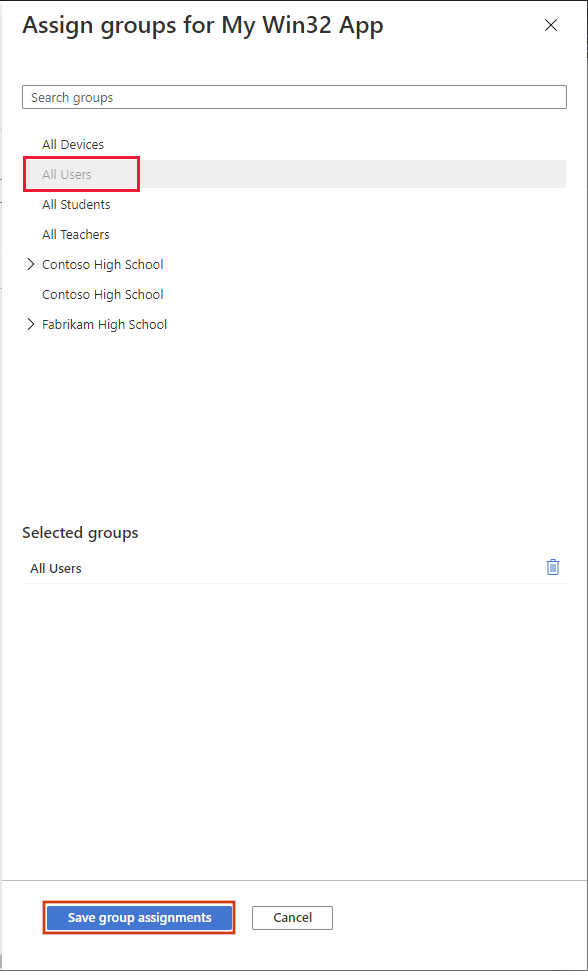 Assign groups for My Win32 App
Search groups
All Devices
All Users
All Students
All Teachers
Contoso High School
Contoso High School
Fabrikam High School
Selected groups
All Users
Save group assignments
Cancel